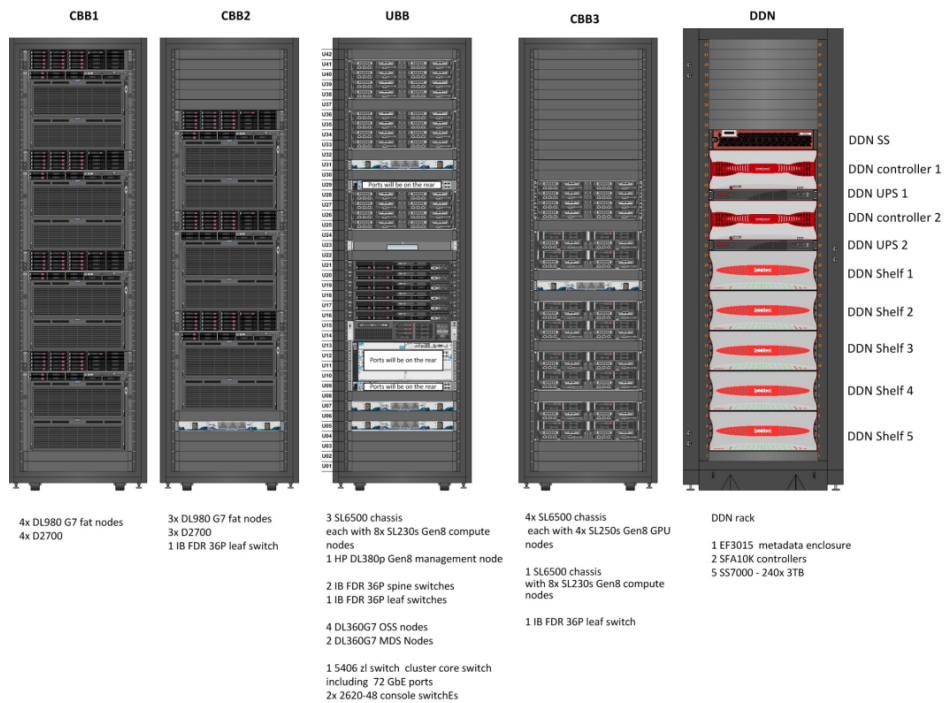 CBB1
CBB2
UBB
CBB3
DDN
U42
U41
U40
U39
U38
U37
U36
U35
U34
U33
U32
U31
U30
U29
Ports will be on the rear
U28
U27
U26
U25
U24
U23
U22
U21
U20
U19
U18
U17
U16
U15
U14
U13
U12
Ports will be on the rear
U11
U10
U09
Ports will be on the rear
U08
U07
U06
U05
U04
U03
U02
U01
DDN SS
DDN controller 1
DDN UPS 1
DDN controller 2
DDN UPS 2
DDN Shelf 1
DDN Shelf 2
DDN Shelf 3
DDN Shelf 4
DDN Shelf 5
4x DL980 G7 fat nodes
4x D2700
3x DL980 G7 fat nodes
3x D2700
1 IB FDR 36P leaf switch
3 SL6500 chassis
each with 8x SL230s Gen8 compute
nodes
1 HP DL380p Gen8 management node
2 IB FDR 36P spine switches
1 IB FDR 36P leaf switches
4 DL360G7 OSS nodes
2 DL360G7 MDS Nodes
1 5406 zl switch cluster core switch
including 72 GbE ports
2x 2620-48 console switchEs
4x SL6500 chassis
each with 4x SL250s Gen8 GPU
nodes
1 SL6500 chassis
with 8x SL230s Gen8 compute
nodes
1 IB FDR 36P leaf switch
DDN rack
1 EF3015 metadata enclosure
2 SFA10K controllers
5 SS7000 - 240x 3TB